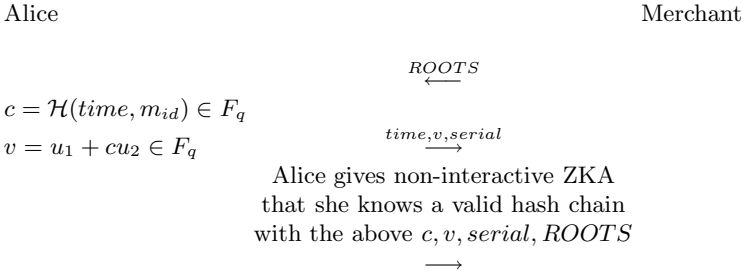 Alice Merchant
ROOTS
←
c = ℋ(time, m_id) ∈ F_q
v = u_1 + cu_2 ∈ F_q
time,v,serial
→
Alice gives non-interactive ZKA
that she knows a valid hash chain
with the above c, v, serial, ROOTS
→